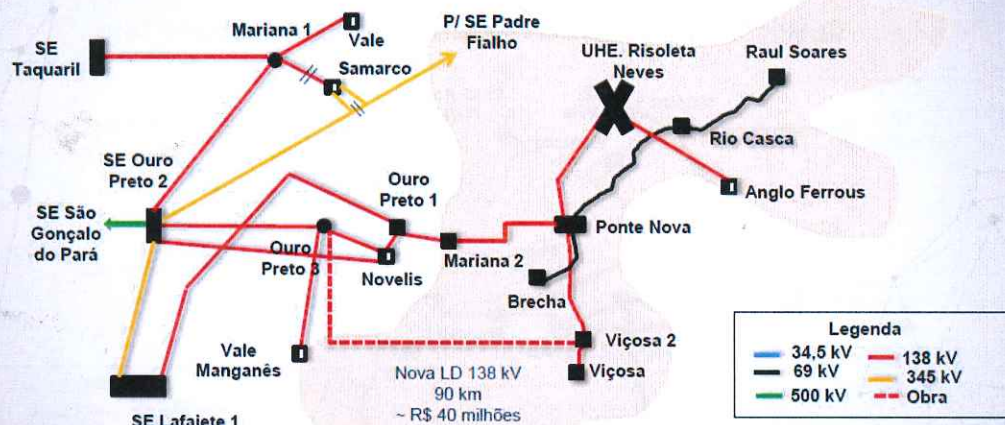 Mariana 1
Vale
P/ SE Padre
Fialho
SE
Taquaril
Samarco
UHE. Risoleta
Neves
Raul Soares
Rio Casca
SE Ouro
Preto 2
Ouro
Preto 1
Anglo Ferrous
SE São
Gonçalo
do Pará
Ouro
Preto 3
Novelis
Mariana 2
Ponte Nova
Brecha
Vale
Manganês
Viçosa 2
Viçosa
Nova LD 138 kV
90 km
~ R$ 40 milhões
SE Lafaiete 1
Legenda
34,5 kV
138 kV
69 kV
345 kV
500 kV
Obra